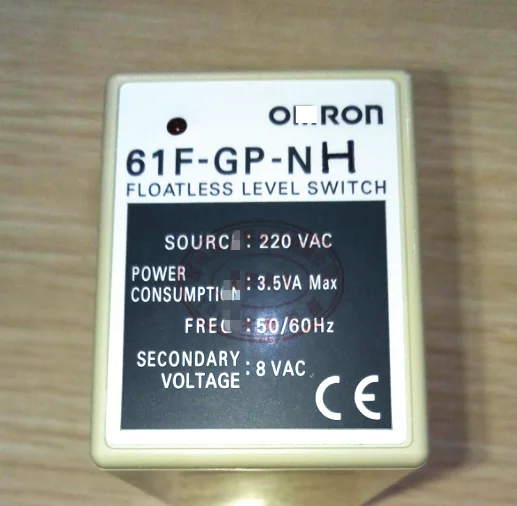 61F-GP-NH
FLOATLESS LEVEL SWITCH
: 220 VAC
POWER
: 3.5VA Max
: 50/60Hz
SECONDARY
VOLTAGE : 8 VAC
CE